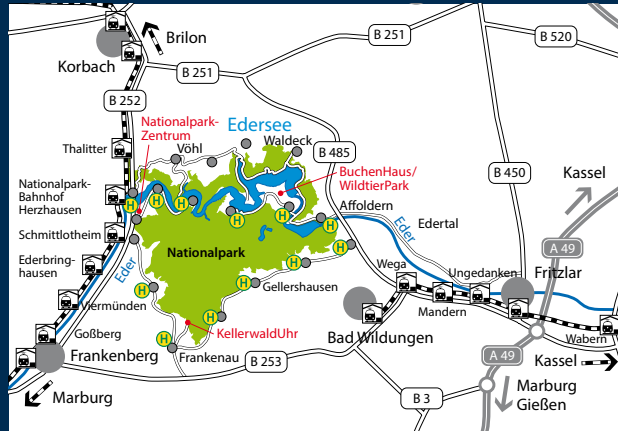 Brilon
B 251
B 520
Korbach
B 251
B 252
Nationalpark-
Zentrum
Edersee
Thalitter
Vöhl
Waldeck
B 485
Kassel
BuchenHaus/
WildtierPark
B 450
Nationalpark-
Bahnhof
Herzhausen
H
H
H
H
H
H
Affoldern
Eder
Edertal
Schmittlotheim
A 49
Nationalpark
H
H
Ederbring-
hausen
Eder
Wega
Ungedanken
Fritzlar
H
Gellershausen
Viermünden
Mandern
H
Goßberg
KellerwaldUhr
Bad Wildungen
Wabern
H
Frankenau
Frankenberg
B 253
A 49
Kassel
Marburg
B 3
Marburg
Gießen